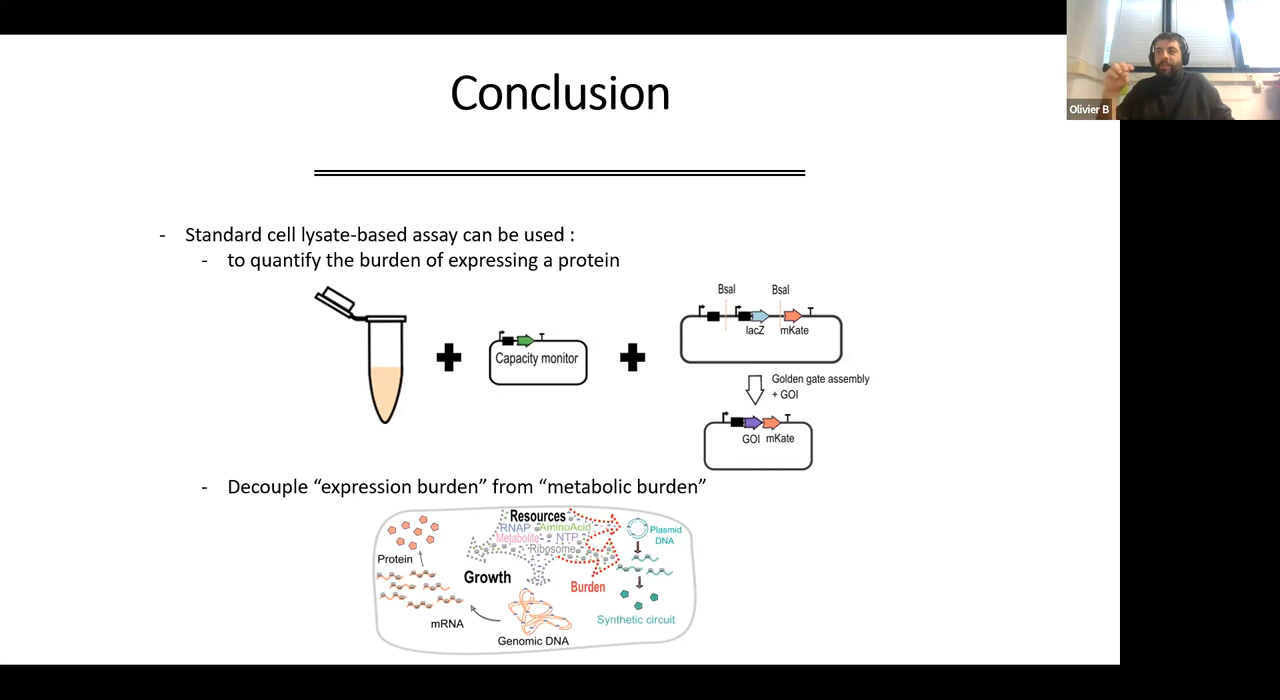 Olivier B
Conclusion
- Standard cell lysate-based assay can be used :
- to quantify the burden of expressing a protein
BsaI BsaI
lacZ mKate
Capacity monitor
Golden gate assembly
+ GOI
GOI mKate
- Decouple “expression burden” from “metabolic burden”
Resources
RNAP AminoAcid
Metabolite NTP
Ribosome
Plasmid
DNA
Protein
Growth
Burden
Synthetic circuit
mRNA
Genomic DNA